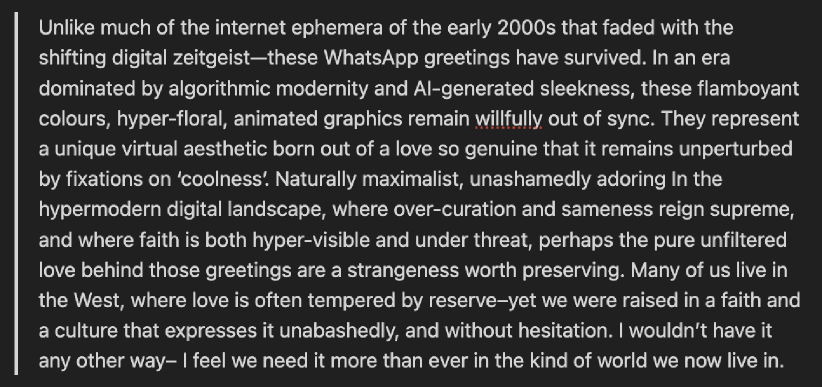 Unlike much of the internet ephemera of the early 2000s that faded with the
shifting digital zeitgeist—these WhatsApp greetings have survived. In an era
dominated by algorithmic modernity and AI-generated sleekness, these flamboyant
colours, hyper-floral, animated graphics remain willfully out of sync. They represent
a unique virtual aesthetic born out of a love so genuine that it remains unperturbed
by fixations on ‘coolness’. Naturally maximalist, unashamedly adoring In the
hypermodern digital landscape, where over-curation and sameness reign supreme,
and where faith is both hyper-visible and under threat, perhaps the pure unfiltered
love behind those greetings are a strangeness worth preserving. Many of us live in
the West, where love is often tempered by reserve–yet we were raised in a faith and
a culture that expresses it unabashedly, and without hesitation. I wouldn’t have it
any other way– I feel we need it more than ever in the kind of world we now live in.